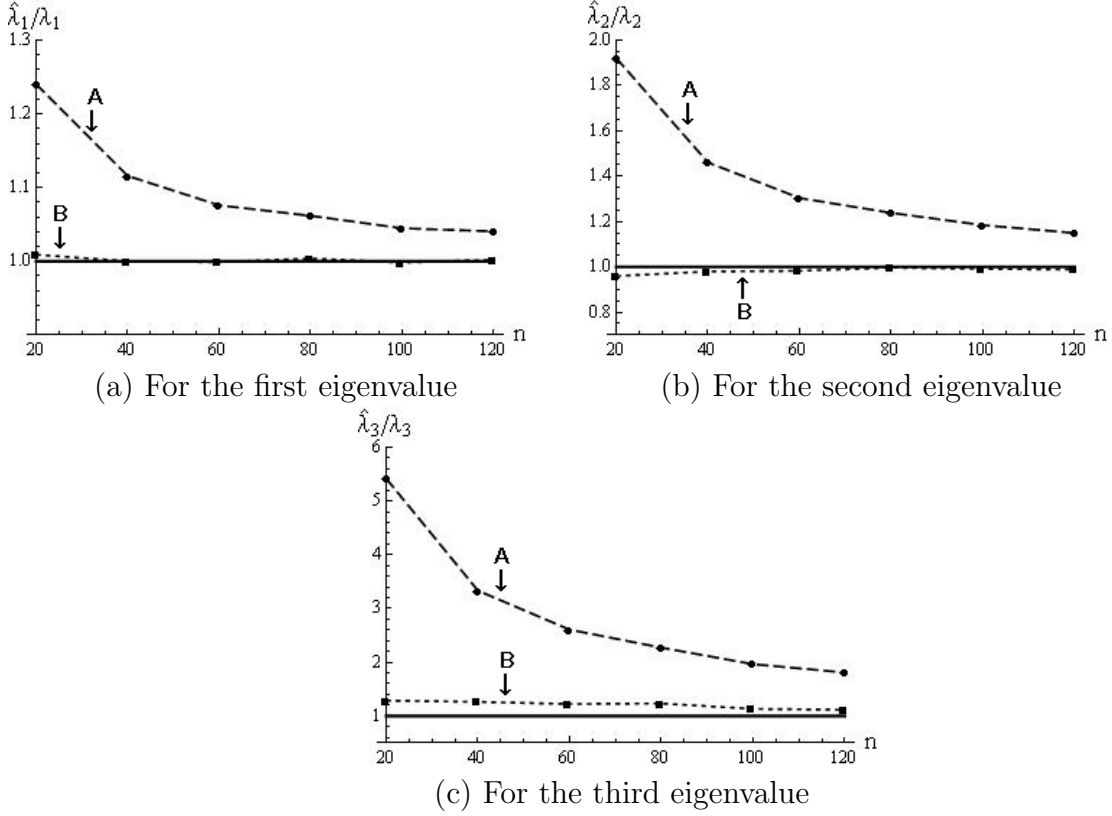 λ̂₁/λ₁
1.3
1.2
1.1
1.0
A
B
20 40 60 80 100 120 n
(a) For the first eigenvalue
λ̂₂/λ₂
2.0
1.8
1.6
1.4
1.2
1.0
0.8
A
B
20 40 60 80 100 120 n
(b) For the second eigenvalue
λ̂₃/λ₃
6
5
4
3
2
1
A
B
20 40 60 80 100 120 n
(c) For the third eigenvalue